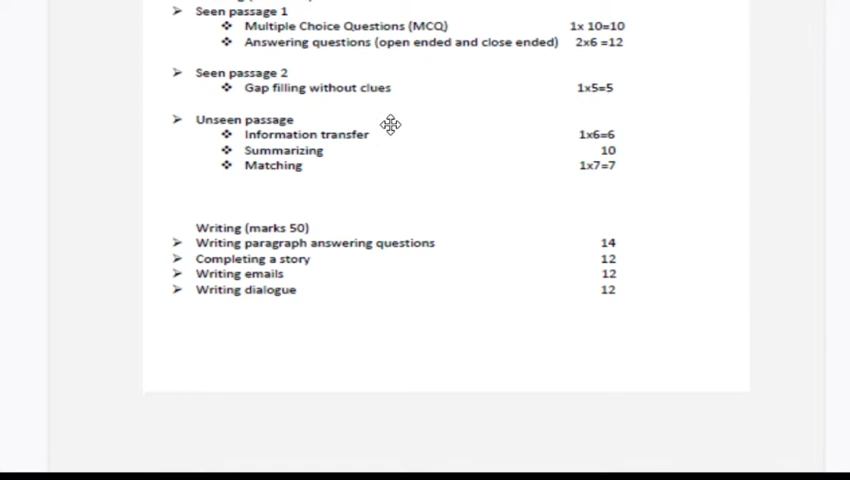 Seen passage 1
Multiple Choice Questions (MCQ) 1x 10=10
Answering questions (open ended and close ended) 2x6 =12
Seen passage 2
Gap filling without clues 1x5=5
Unseen passage
Information transfer 1x6=6
Summarizing 10
Matching 1x7=7
Writing (marks 50)
Writing paragraph answering questions 14
Completing a story 12
Writing emails 12
Writing dialogue 12